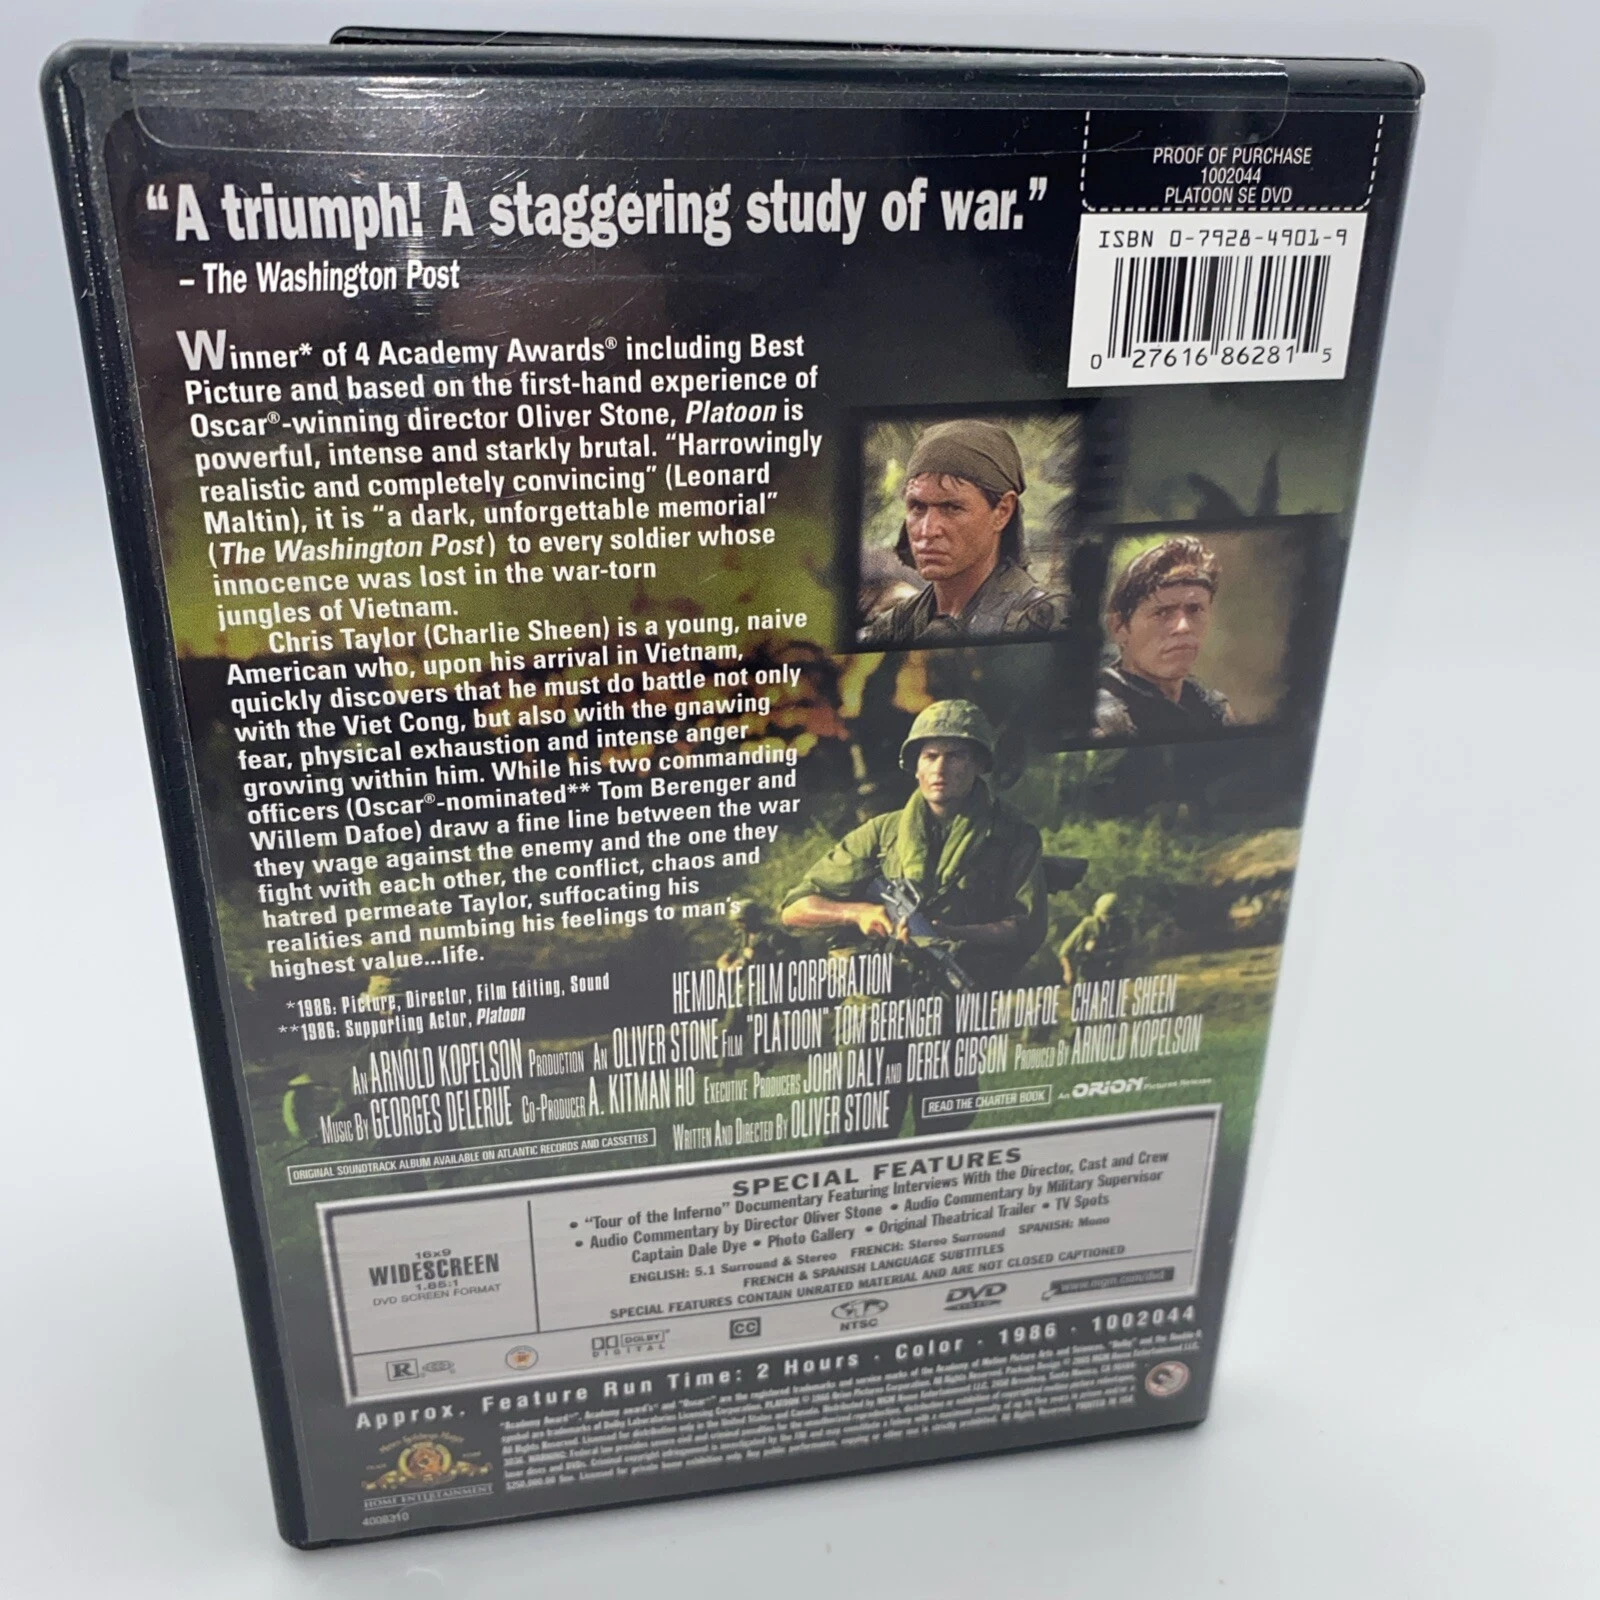 PROOF OF PURCHASE
1002044
PLATOON SE DVD
ISBN 0-7928-4901-9
0 27616 86281 5
“A triumph! A staggering study of war.”
– The Washington Post
Winner* of 4 Academy Awards® including Best
Picture and based on the first-hand experience of
Oscar®-winning director Oliver Stone, Platoon is
powerful, intense and starkly brutal. “Harrowingly
realistic and completely convincing” (Leonard
Maltin), it is “a dark, unforgettable memorial”
(The Washington Post) to every soldier whose
innocence was lost in the war-torn
jungles of Vietnam.
Chris Taylor (Charlie Sheen) is a young, naive
American who, upon his arrival in Vietnam,
quickly discovers that he must do battle not only
with the Viet Cong, but also with the gnawing
fear, physical exhaustion and intense anger
growing within him. While his two commanding
officers (Oscar®-nominated** Tom Berenger and
Willem Dafoe) draw a fine line between the war
they wage against the enemy and the one they
fight with each other, the conflict, chaos and
hatred permeate Taylor, suffocating his
realities and numbing his feelings to man's
highest value...life.
*1986: Picture, Director, Film Editing, Sound
**1986: Supporting Actor, Platoon
HEMDALE FILM CORPORATION
AN ARNOLD KOPELSON PRODUCTION AN OLIVER STONE FILM "PLATOON" TOM BERENGER WILLEM DAFOE CHARLIE SHEEN
MUSIC BY GEORGES DELERUE CO-PRODUCER A. KITMAN HO EXECUTIVE PRODUCERS JOHN DALY AND DEREK GIBSON PRODUCED BY ARNOLD KOPELSON
ORIGINAL SOUNDTRACK ALBUM AVAILABLE ON ATLANTIC RECORDS AND CASSETTES WRITTEN AND DIRECTED BY OLIVER STONE READ THE CHARTER BOOK AN ORION Pictures Release
SPECIAL FEATURES
• “Tour of the Inferno” Documentary Featuring Interviews With the Director, Cast and Crew
• Audio Commentary by Director Oliver Stone • Audio Commentary by Military Supervisor
Captain Dale Dye • Photo Gallery • Original Theatrical Trailer • TV Spots
ENGLISH: 5.1 Surround & Stereo FRENCH: Stereo Surround SPANISH: Mono
FRENCH & SPANISH LANGUAGE SUBTITLES
SPECIAL FEATURES CONTAIN UNRATED MATERIAL AND ARE NOT CLOSED CAPTIONED
16x9
WIDESCREEN
1.85:1
DVD SCREEN FORMAT
R
DOLBY
DIGITAL
CC
NTSC
DVD
VIDEO
www.mgm.com/dvd
Approx. Feature Run Time: 2 Hours · Color · 1986 · 1002044
HOME ENTERTAINMENT
4008310